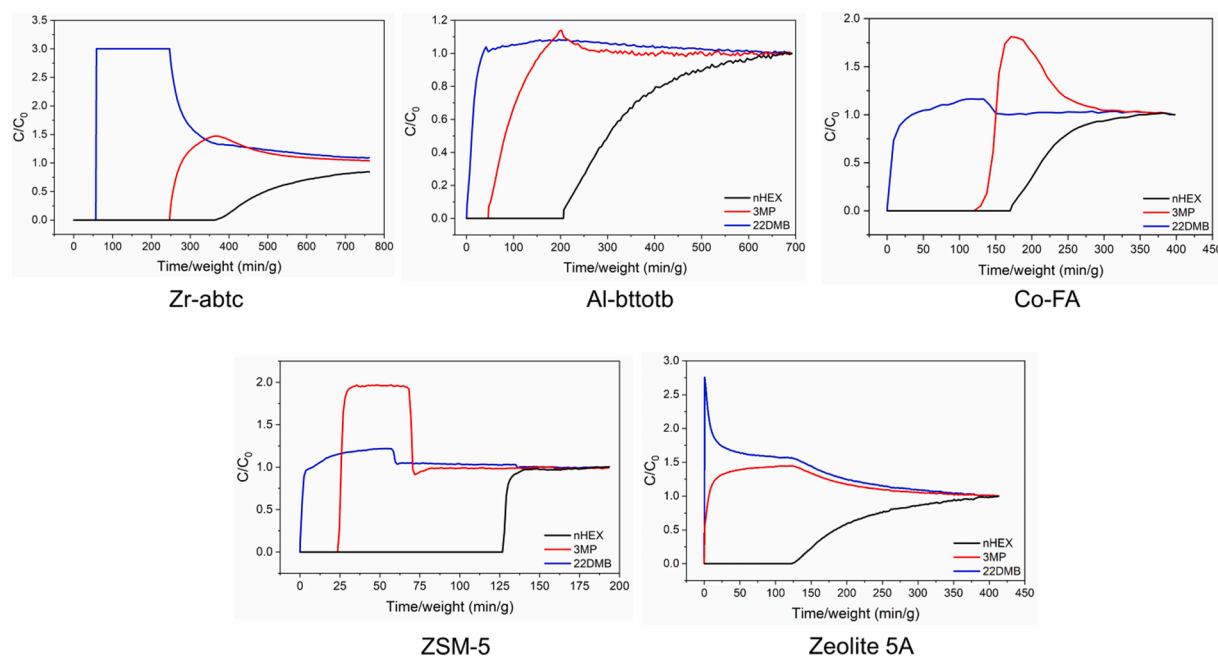 3.5
3.0
2.5
2.0
1.5
1.0
0.5
0.0
C/C0
0 100 200 300 400 500 600 700 800
Time/weight (min/g)
Zr-abtc
1.2
1.0
0.8
0.6
0.4
0.2
0.0
C/C0
nHEX
3MP
22DMB
0 100 200 300 400 500 600 700
Time/weight (min/g)
Al-bttotb
2.0
1.5
1.0
0.5
0.0
C/C0
nHEX
3MP
22DMB
0 50 100 150 200 250 300 350 400 450
Time/weight (min/g)
Co-FA
2.0
1.5
1.0
0.5
0.0
C/C0
nHEX
3MP
22DMB
0 25 50 75 100 125 150 175 200
Time/weight (min/g)
ZSM-5
3.0
2.5
2.0
1.5
1.0
0.5
0.0
C/C0
nHEX
3MP
22DMB
0 50 100 150 200 250 300 350 400 450
Time/weight (min/g)
Zeolite 5A